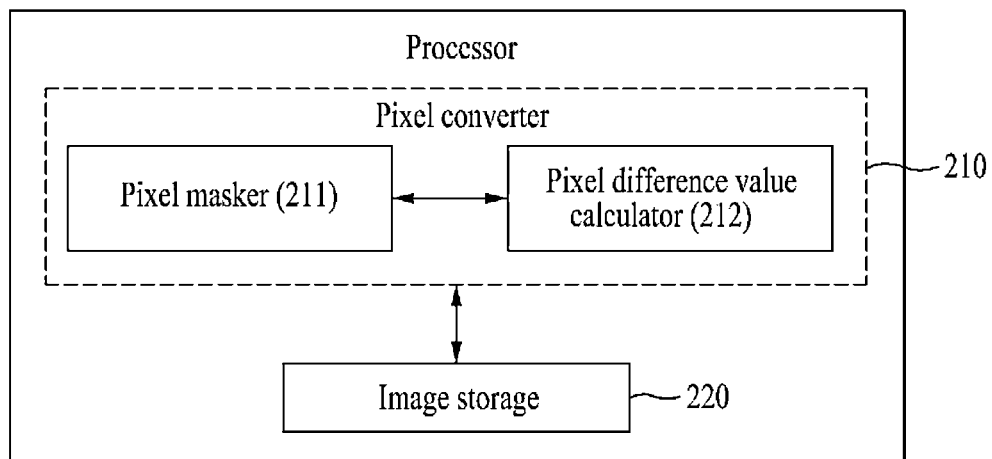 Processor
Pixel converter
Pixel masker (211)
Pixel difference value
calculator (212)
210
Image storage
220